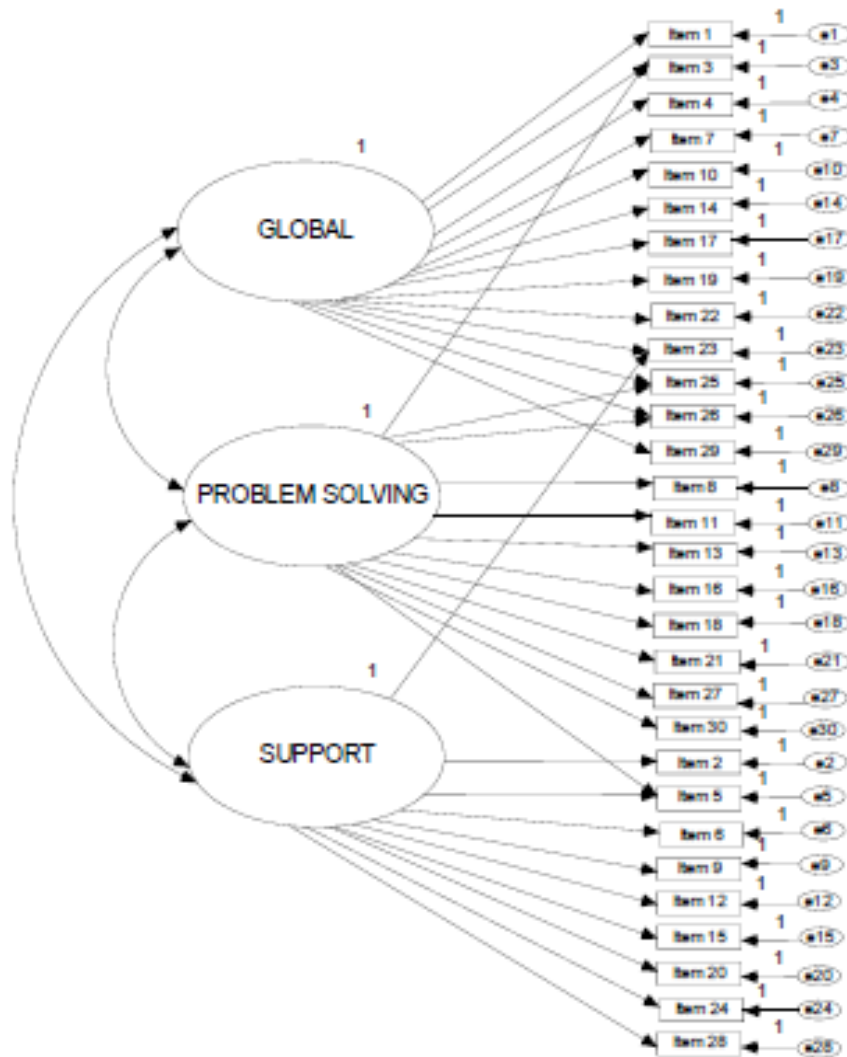 1
Item 1 1 e1
Item 3 1 e3
Item 4 1 e4
Item 7 1 e7
1
Item 10 1 e10
Item 14 1 e14
GLOBAL
Item 17 1 e17
Item 19 1 e19
Item 22 1 e22
Item 23 1 e23
Item 25 1 e25
1
Item 26 1 e26
Item 29 1 e29
PROBLEM SOLVING
Item 8 1 e8
Item 11 1 e11
Item 13 1 e13
Item 16 1 e16
Item 18 1 e18
1
Item 21 1 e21
Item 27 1 e27
Item 30 1 e30
SUPPORT
Item 2 1 e2
Item 5 1 e5
Item 6 1 e6
Item 9 1 e9
Item 12 1 e12
Item 15 1 e15
Item 20 1 e20
Item 24 1 e24
Item 28 1 e28